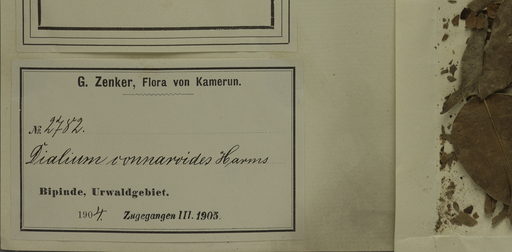 G. Zenker, Flora von Kamerun.
№ 2782.
Dialium connaroides Harms
Bipinde, Urwaldgebiet.
1904. Zugegangen III. 1905.